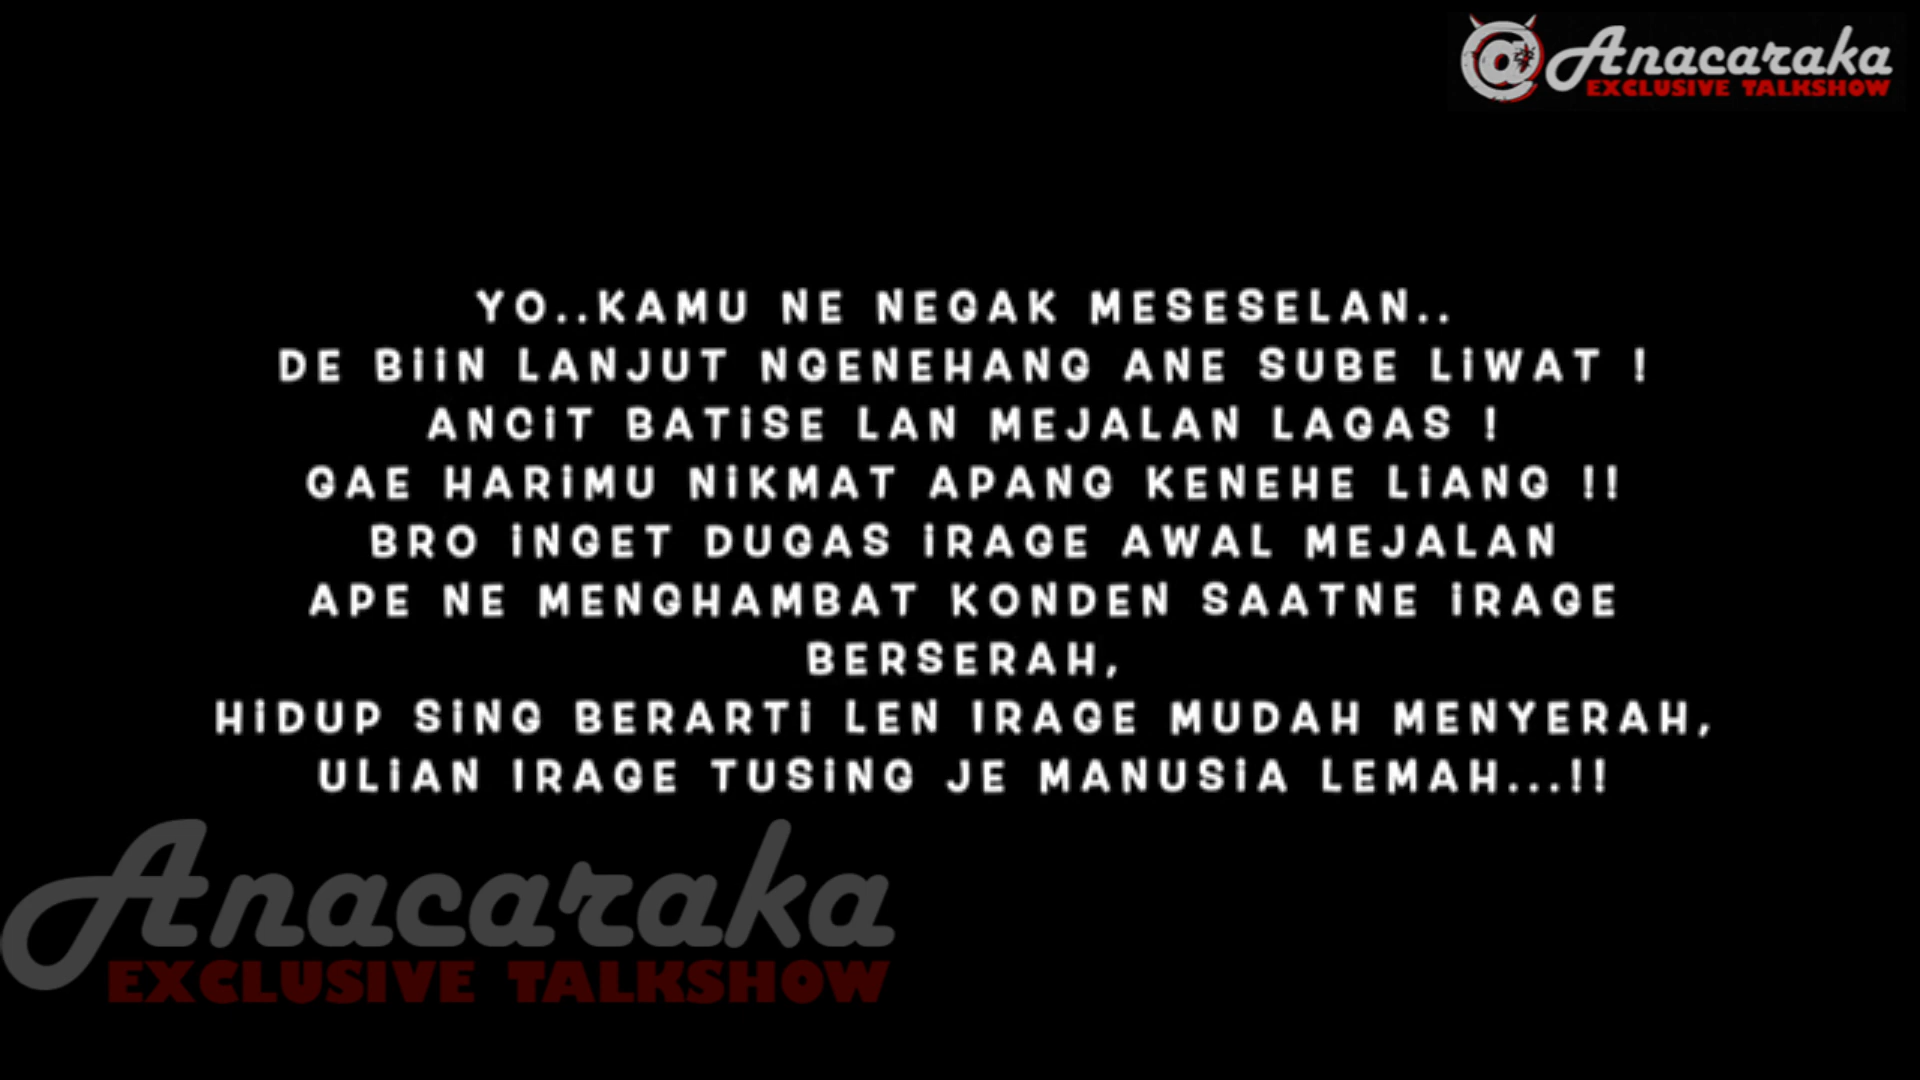 @Anacaraka
EXCLUSIVE TALKSHOW
YO..KAMU NE NEGAK MESESELAN..
DE BIIN LANJUT NGENEHANG ANE SUBE LIWAT !
ANCIT BATISE LAN MEJALAN LAGAS !
GAE HARIMU NIKMAT APANG KENEHE LIANG !!
BRO INGET DUGAS IRAGE AWAL MEJALAN
APE NE MENGHAMBAT KONDEN SAATNE IRAGE
BERSERAH,
HIDUP SING BERARTI LEN IRAGE MUDAH MENYERAH,
ULIAN IRAGE TUSING JE MANUSIA LEMAH...!!
Anacaraka
EXCLUSIVE TALKSHOW